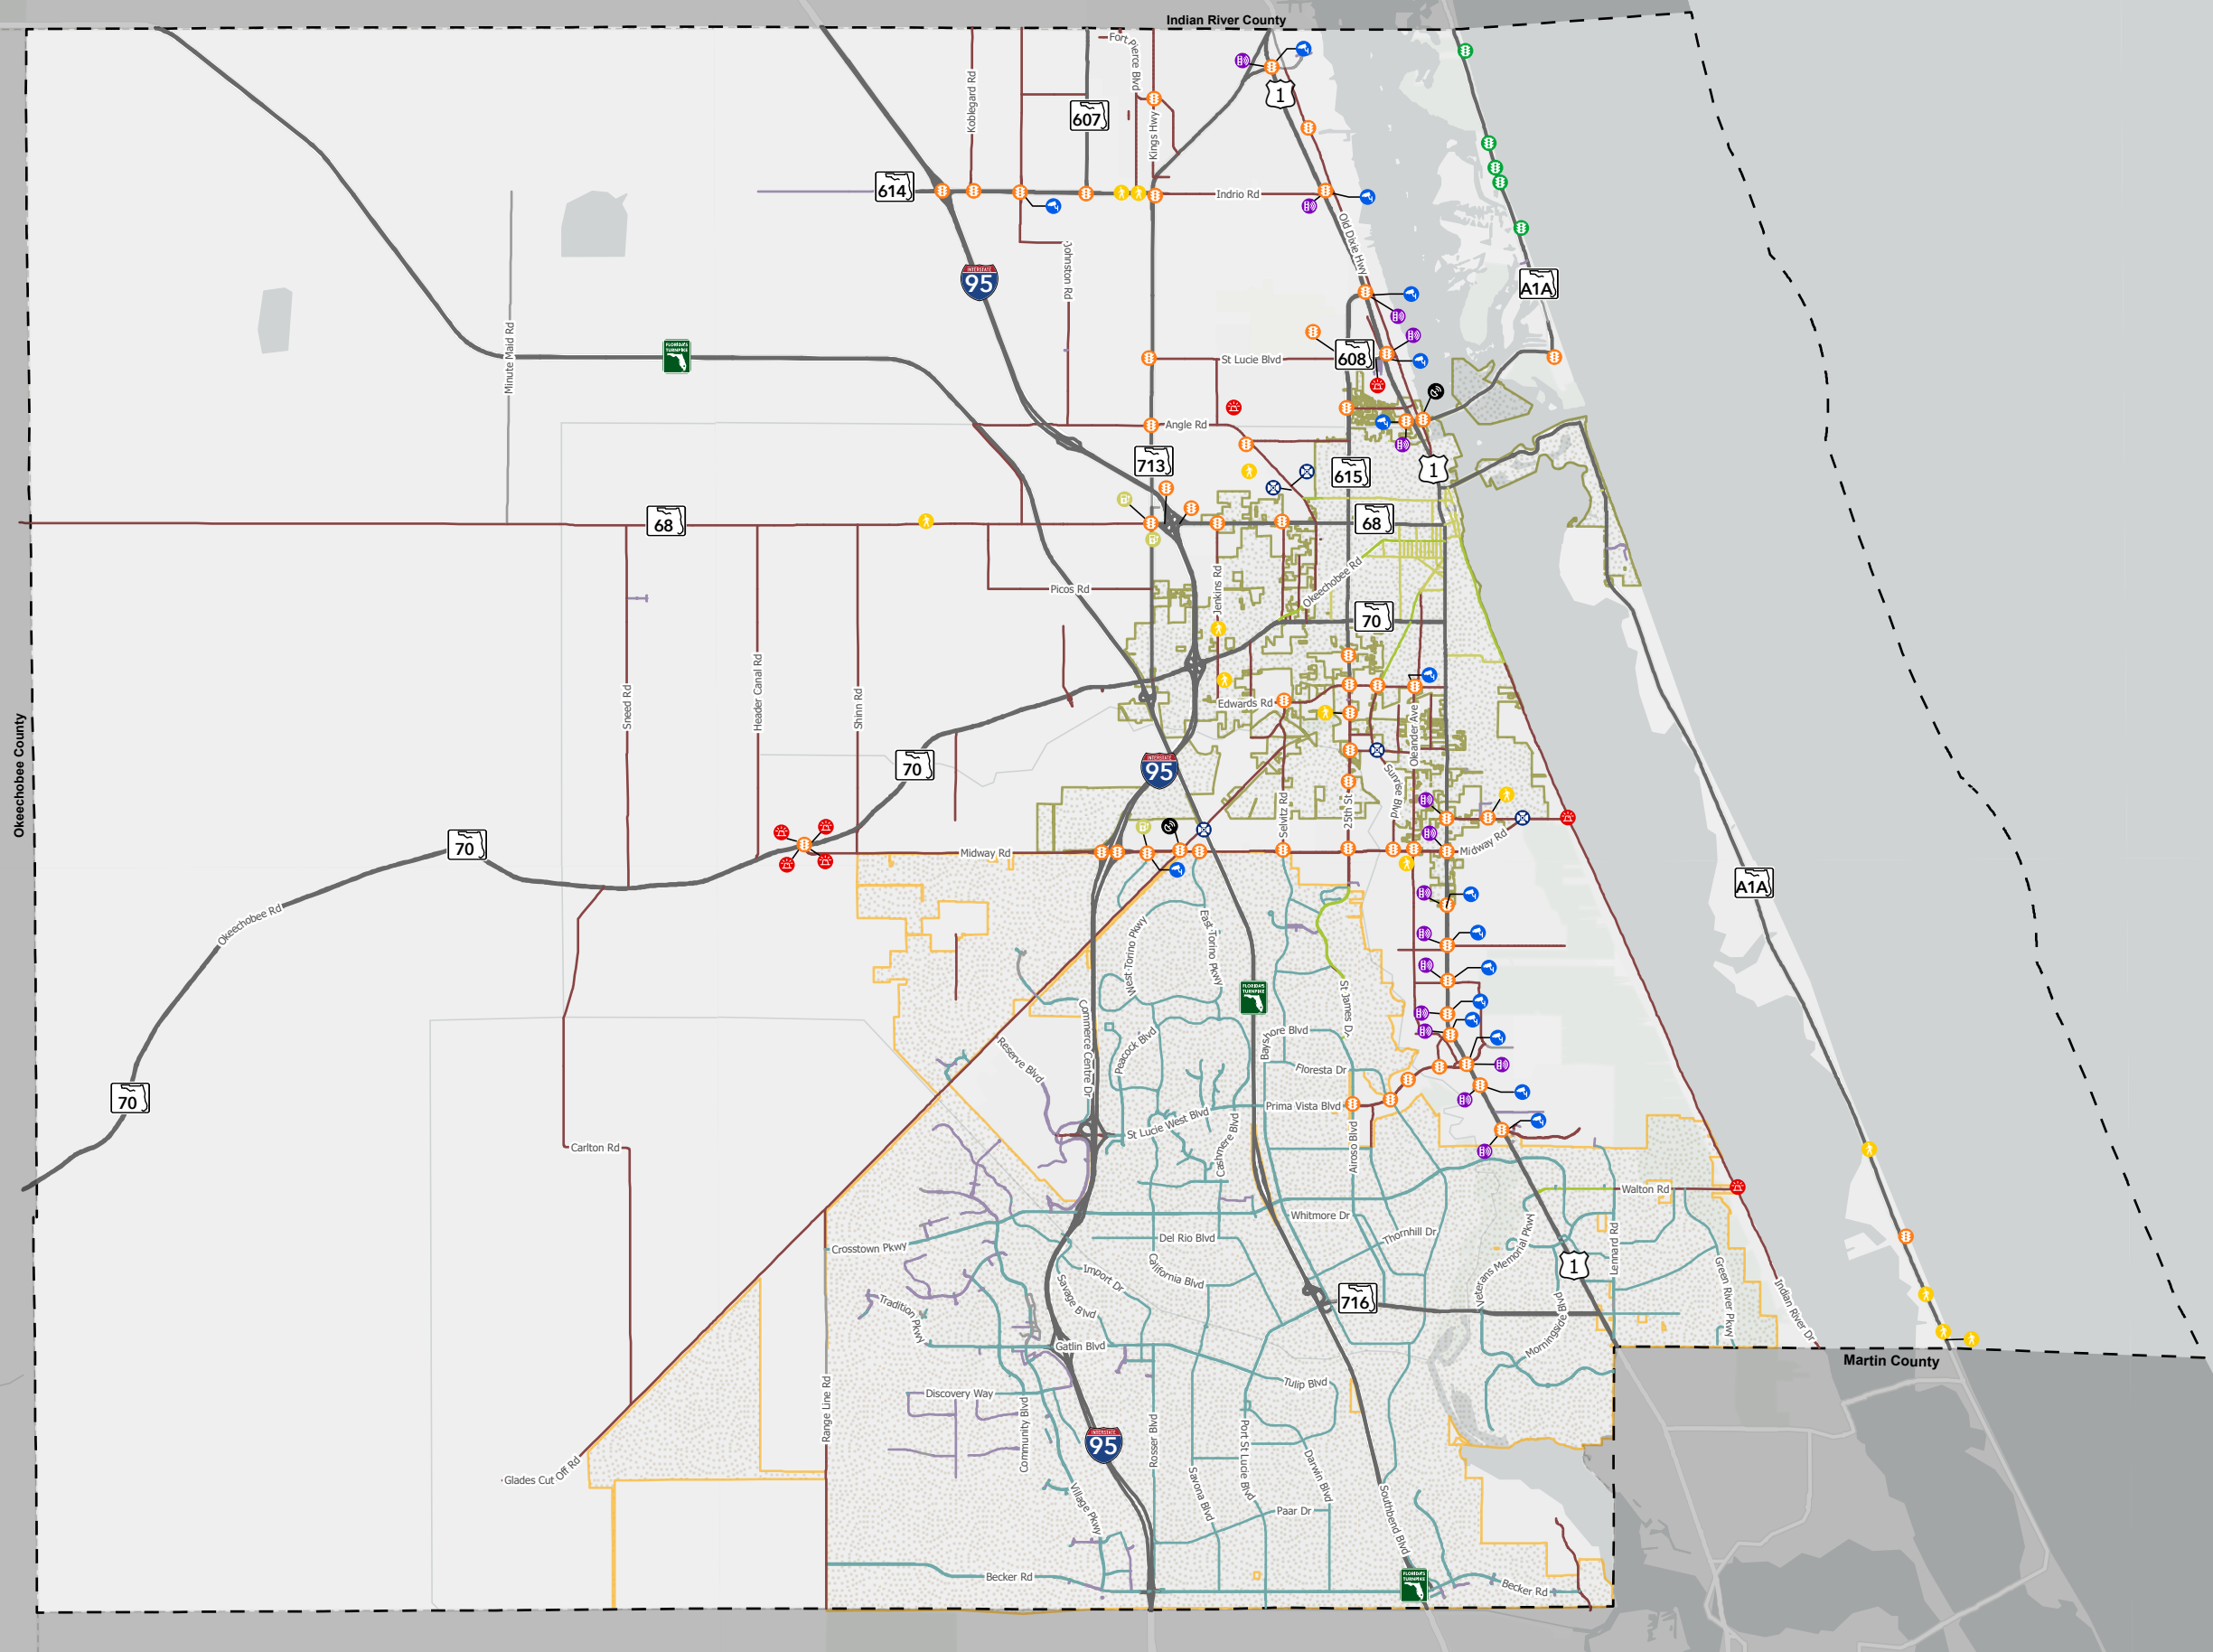 Indian River County
Fort Pierce Blvd
Koblegard Rd
607
Kings Hwy
1
614
Indrio Rd
Old Dixie Hwy
INTERSTATE
95
Johnston Rd
A1A
Minute Maid Rd
FLORIDA'S
TURNPIKE
St Lucie Blvd
608
Angle Rd
713
615
1
68
68
Okeechobee Rd
Jenkins Rd
Picos Rd
70
Sneed Rd
Header Canal Rd
Shinn Rd
Edwards Rd
Oleander Ave
Okeechobee County
70
INTERSTATE
95
Sunrise Blvd
Selvitz Rd
25th St
70
Midway Rd
Midway Rd
A1A
Okeechobee Rd
West Torino Pkwy
East Torino Pkwy
FLORIDA'S
TURNPIKE
St James Dr
Commerce Centre Dr
Reserve Blvd
Peacock Blvd
Bayshore Blvd
Floresta Dr
70
Prima Vista Blvd
St Lucie West Blvd
Cashmere Blvd
Airoso Blvd
Carlton Rd
Walton Rd
Whitmore Dr
Thornhill Dr
Del Rio Blvd
Crosstown Pkwy
Veterans Memorial Pkwy
Lennard Rd
California Blvd
Import Dr
Savage Blvd
1
Green River Pkwy
Indian River Dr
Tradition Pkwy
716
Morningside Blvd
Gatlin Blvd
Martin County
Tulip Blvd
Discovery Way
Range Line Rd
Community Blvd
INTERSTATE
95
Rosser Blvd
Port St Lucie Blvd
Darwin Blvd
Savona Blvd
Glades Cut Off Rd
Village Pkwy
Paar Dr
Southbend Blvd
Becker Rd
FLORIDA'S
TURNPIKE
Becker Rd